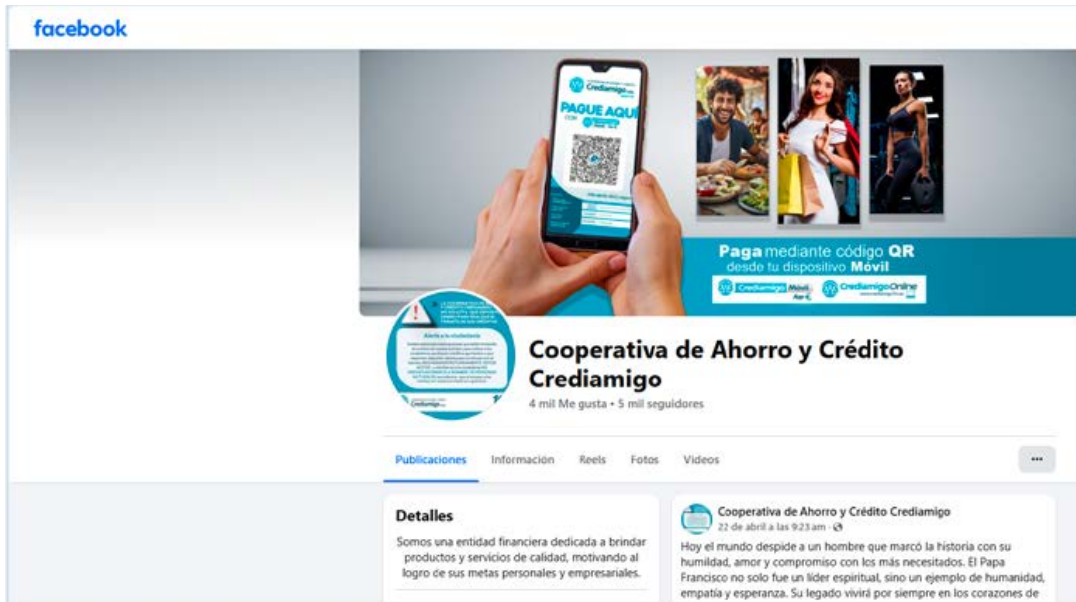 facebook
Crediamigo
PAGUE AQUÍ
CON
Paga mediante código QR
desde tu dispositivo Móvil
Crediamigo Móvil
CrediamigoOnline
Alerta a la ciudadanía
Crediamigo
Cooperativa de Ahorro y Crédito
Crediamigo
4 mil Me gusta • 5 mil seguidores
Publicaciones
Información
Reels
Fotos
Videos
...
Detalles
Somos una entidad financiera dedicada a brindar
productos y servicios de calidad, motivando al
logro de sus metas personales y empresariales.
Cooperativa de Ahorro y Crédito Crediamigo
22 de abril a las 9:23 am ·
Hoy el mundo despide a un hombre que marcó la historia con su
humildad, amor y compromiso con los más necesitados. El Papa
Francisco no solo fue un líder espiritual, sino un ejemplo de humanidad,
empatía y esperanza. Su legado vivirá por siempre en los corazones de